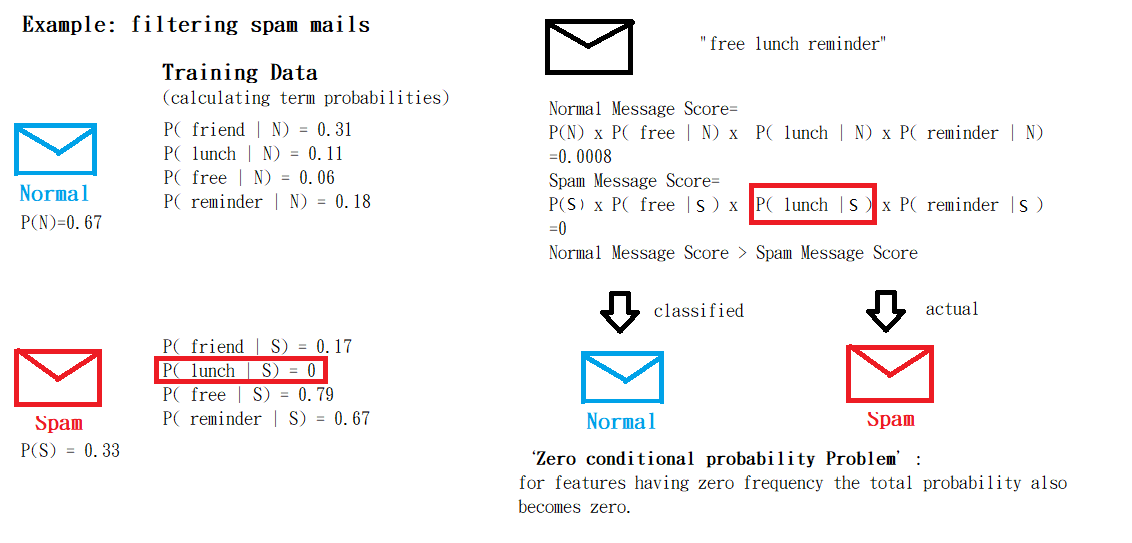 Example: filtering spam mails
Training Data
(calculating term probabilities)
Normal
P(N)=0.67
P( friend | N) = 0.31
P( lunch | N) = 0.11
P( free | N) = 0.06
P( reminder | N) = 0.18
Spam
P(S) = 0.33
P( friend | S) = 0.17
P( lunch | S) = 0
P( free | S) = 0.79
P( reminder | S) = 0.67
"free lunch reminder"
Normal Message Score=
P(N) x P( free | N) x P( lunch | N) x P( reminder | N)
=0.0008
Spam Message Score=
P(S) x P( free |S ) x P( lunch |S ) x P( reminder |S )
=0
Normal Message Score > Spam Message Score
classified
actual
Normal
Spam
‘Zero conditional probability Problem’ :
for features having zero frequency the total probability also
becomes zero.